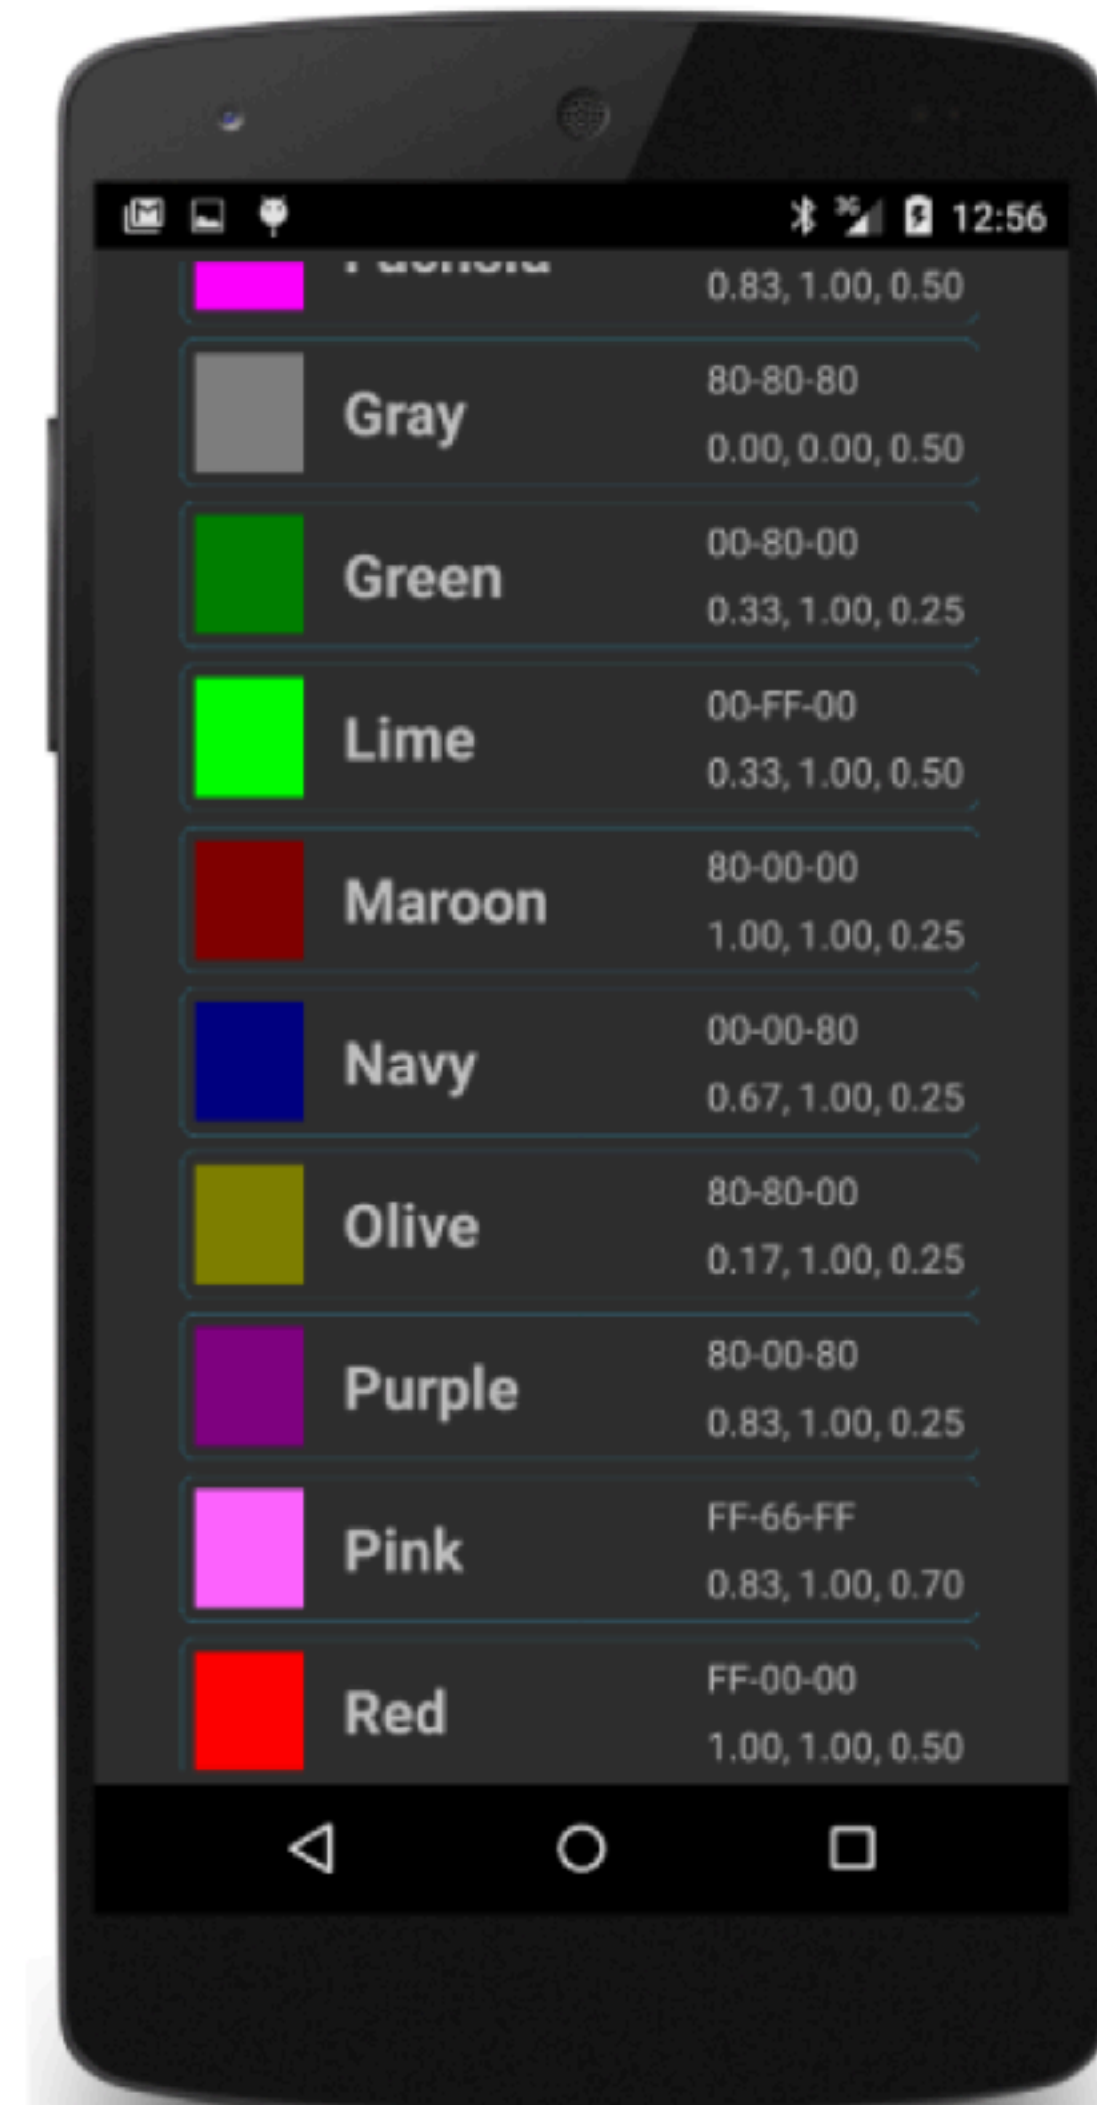 12:56
0.83, 1.00, 0.50
Gray
80-80-80
0.00, 0.00, 0.50
Green
00-80-00
0.33, 1.00, 0.25
Lime
00-FF-00
0.33, 1.00, 0.50
Maroon
80-00-00
1.00, 1.00, 0.25
Navy
00-00-80
0.67, 1.00, 0.25
Olive
80-80-00
0.17, 1.00, 0.25
Purple
80-00-80
0.83, 1.00, 0.25
Pink
FF-66-FF
0.83, 1.00, 0.70
Red
FF-00-00
1.00, 1.00, 0.50